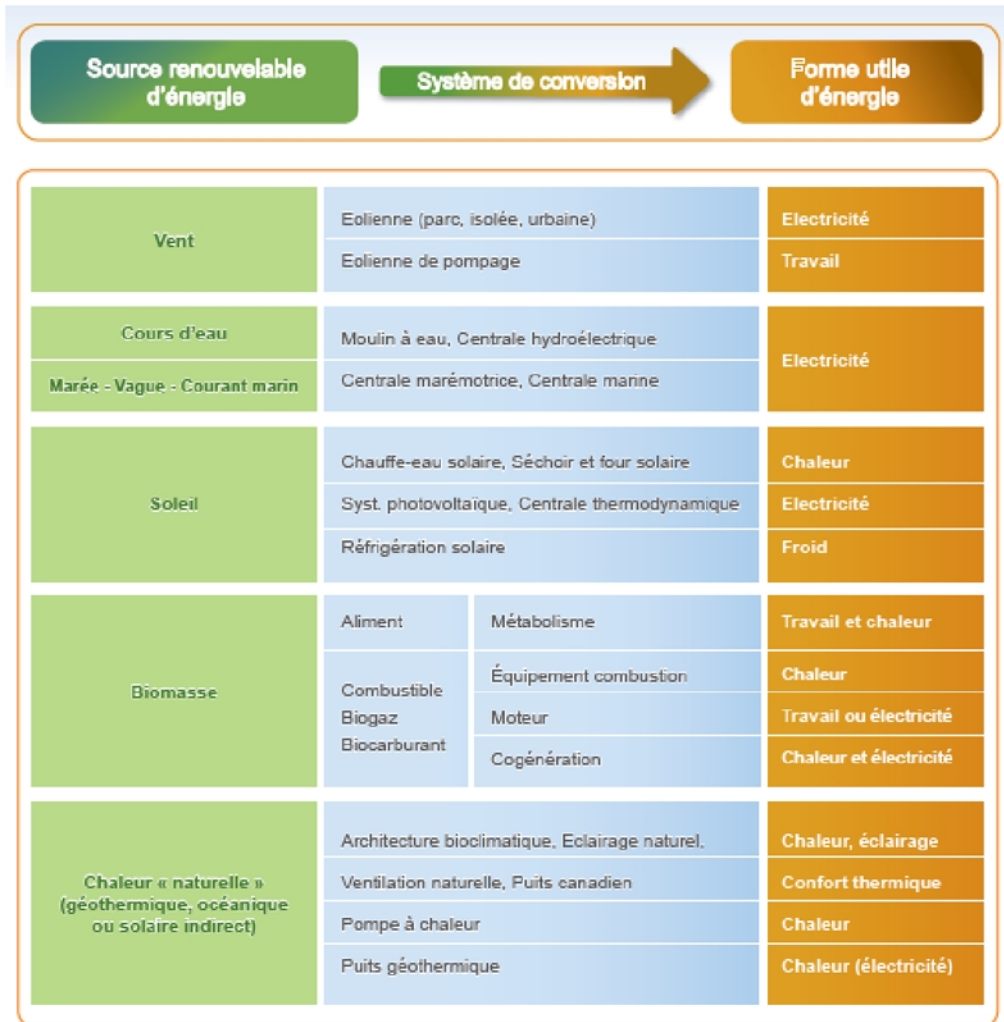 Source renouvelable
d'énergie
Système de conversion
Forme utile
d'énergie
Vent
Eolienne (parc, isolée, urbaine)
Electricité
Eolienne de pompage
Travail
Cours d'eau
Moulin à eau, Centrale hydroélectrique
Electricité
Marée - Vague - Courant marin
Centrale marémotrice, Centrale marine
Soleil
Chauffe-eau solaire, Séchoir et four solaire
Chaleur
Syst. photovoltaïque, Centrale thermodynamique
Electricité
Réfrigération solaire
Froid
Biomasse
Aliment
Métabolisme
Travail et chaleur
Combustible
Biogaz
Biocarburant
Équipement combustion
Chaleur
Moteur
Travail ou électricité
Cogénération
Chaleur et électricité
Chaleur « naturelle »
(géothermique, océanique
ou solaire indirect)
Architecture bioclimatique, Eclairage naturel,
Chaleur, éclairage
Ventilation naturelle, Puits canadien
Confort thermique
Pompe à chaleur
Chaleur
Puits géothermique
Chaleur (électricité)